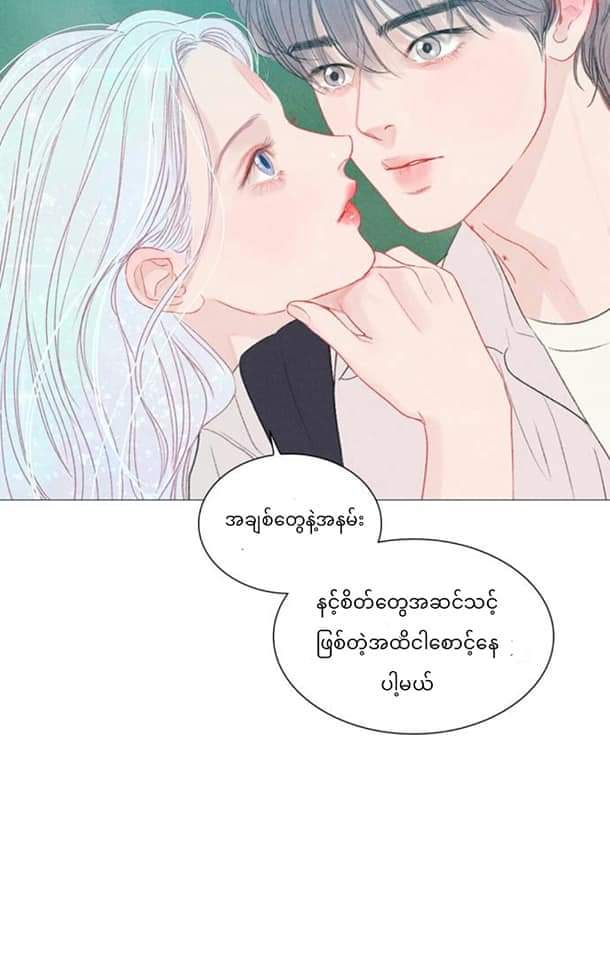 အချစ်တွေနဲ့အနမ်း
နင့်စိတ်တွေအဆင်သင့်
ဖြစ်တဲ့အထိငါစောင့်နေ
ပါ့မယ်